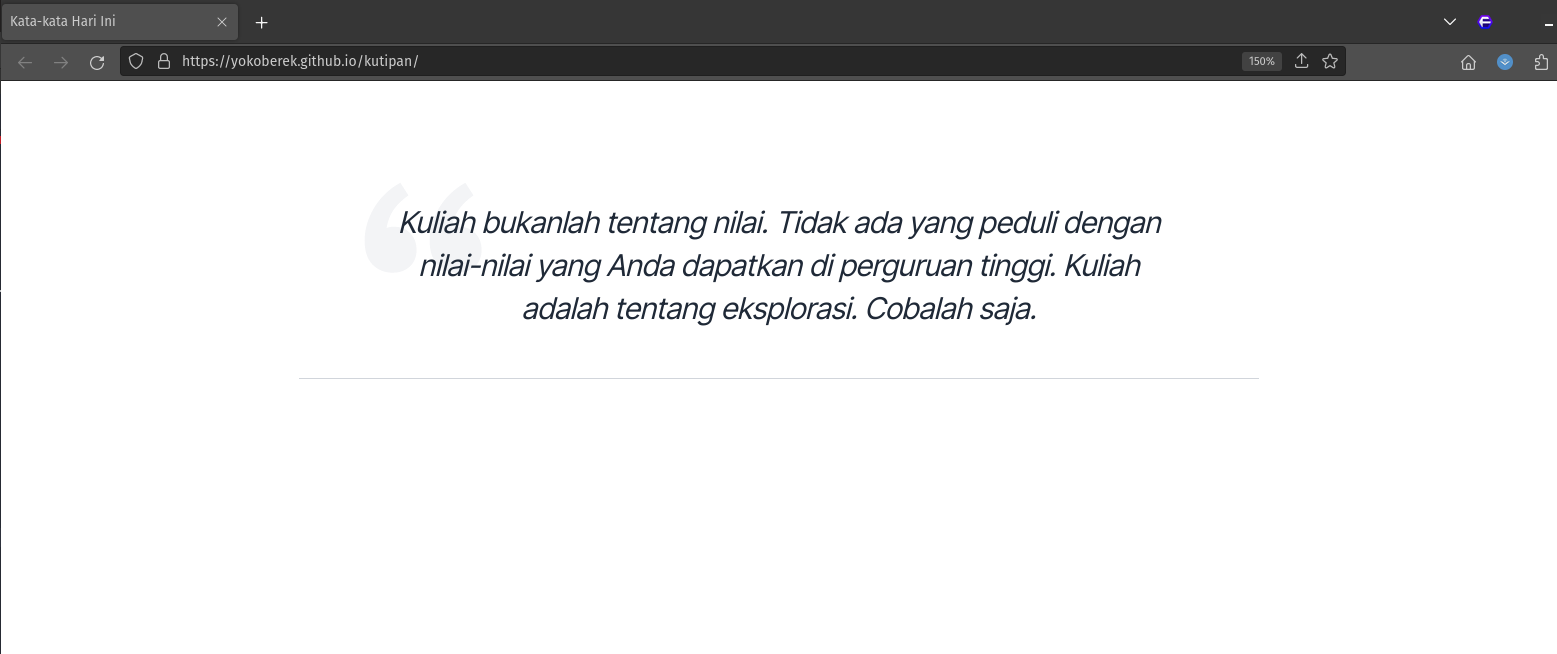 Kata-kata Hari Ini
https://yokoberek.github.io/kutipan/
150%
Kuliah bukanlah tentang nilai. Tidak ada yang peduli dengan
nilai-nilai yang Anda dapatkan di perguruan tinggi. Kuliah
adalah tentang eksplorasi. Cobalah saja.